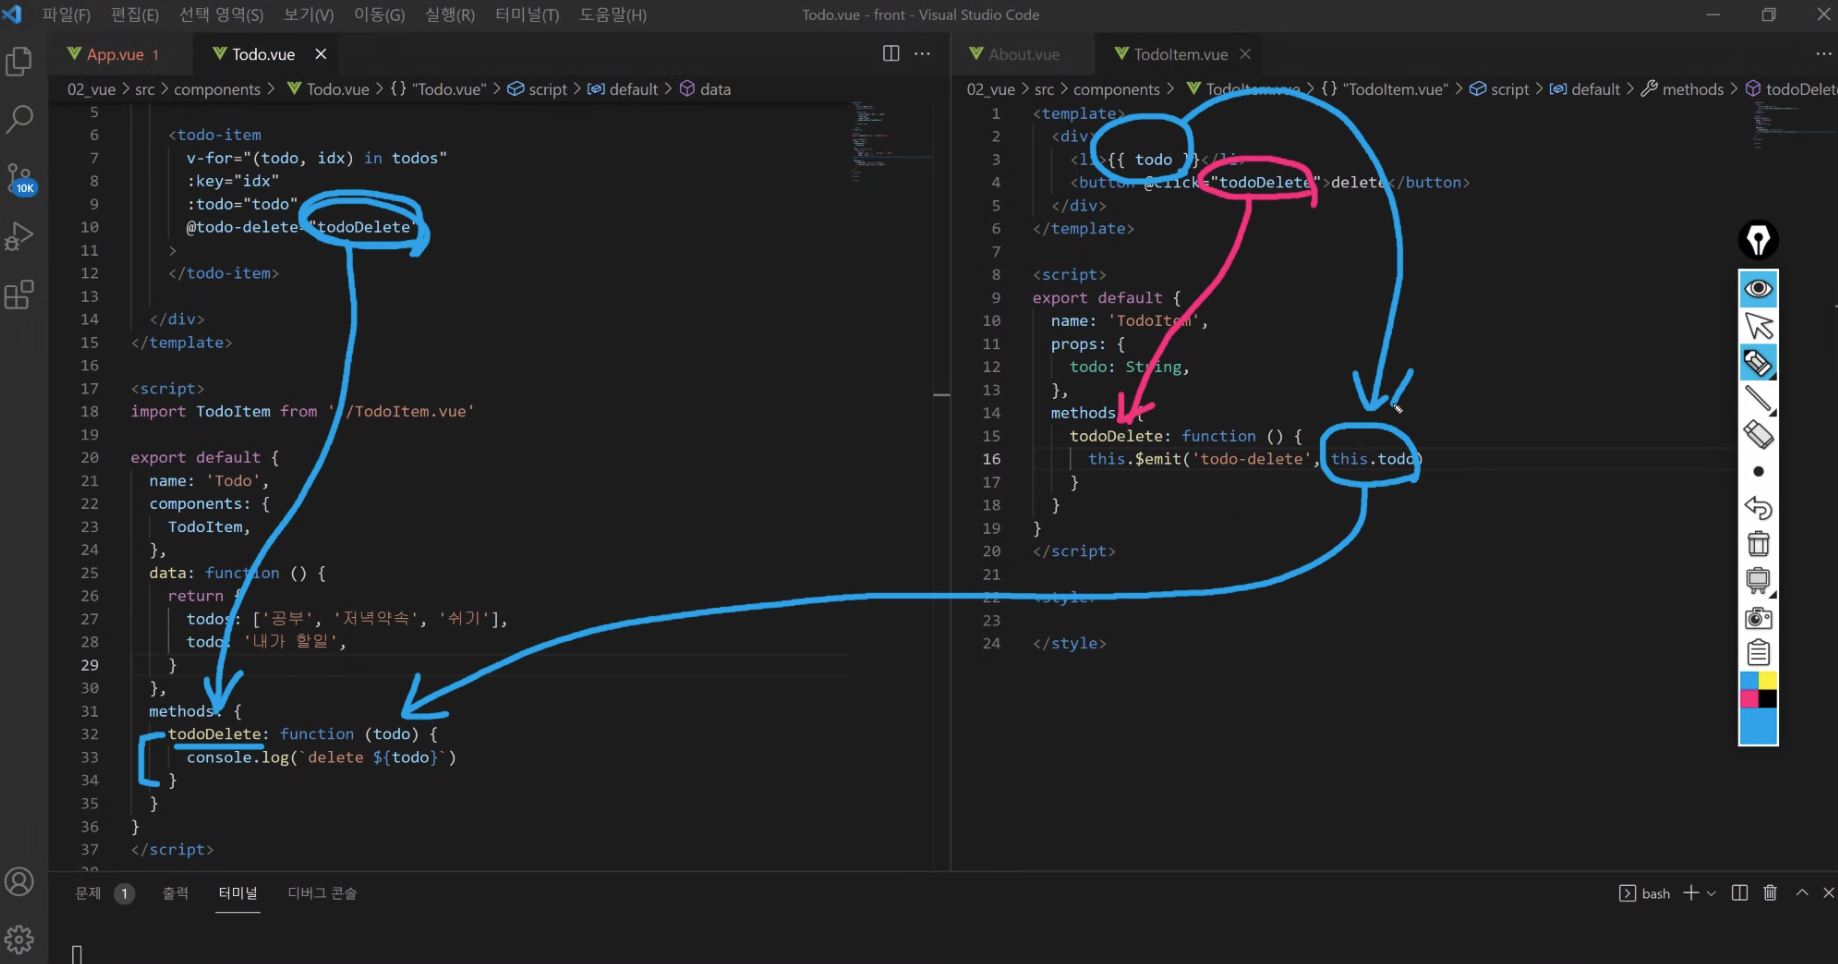 파일(F) 편집(E) 선택 영역(S) 보기(V) 이동(G) 실행(R) 터미널(T) 도움말(H)
Todo.vue - front - Visual Studio Code
App.vue 1
Todo.vue
02_vue > src > components > Todo.vue > {} "Todo.vue" > script > default > data
5
6 <todo-item
7 v-for="(todo, idx) in todos"
8 :key="idx"
9 :todo="todo"
10 @todo-delete="todoDelete"
11 >
12 </todo-item>
13
14 </div>
15 </template>
16
17 <script>
18 import TodoItem from './TodoItem.vue'
19
20 export default {
21 name: 'Todo',
22 components: {
23 TodoItem,
24 },
25 data: function () {
26 return {
27 todos: ['공부', '저녁약속', '쉬기'],
28 todo: '내가 할일',
29 }
30 },
31 methods: {
32 todoDelete: function (todo) {
33 console.log(`delete ${todo}`)
34 }
35 }
36 }
37 </script>
About.vue
TodoItem.vue
02_vue > src > components > TodoItem.vue > {} "TodoItem.vue" > script > default > methods > todoDelete
1 <template>
2 <div>
3 <li>{{ todo }}</li>
4 <button @click="todoDelete">delete</button>
5 </div>
6 </template>
7
8 <script>
9 export default {
10 name: 'TodoItem',
11 props: {
12 todo: String,
13 },
14 methods: {
15 todoDelete: function () {
16 this.$emit('todo-delete', this.todo)
17 }
18 }
19 }
20 </script>
21
22 <style>
23
24 </style>
10K
문제 1 출력 터미널 디버그 콘솔
bash